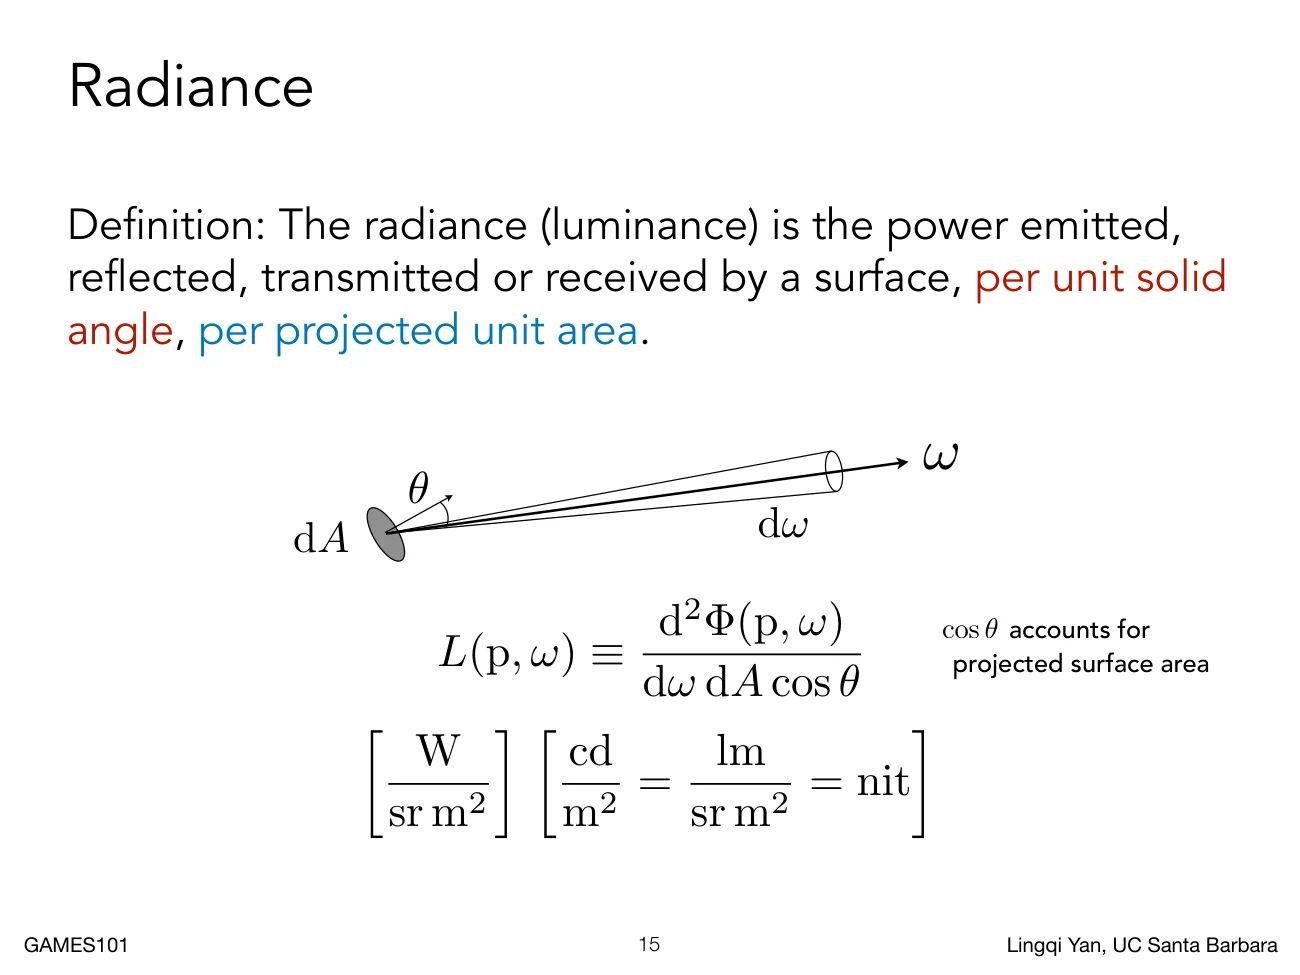 Radiance
Definition: The radiance (luminance) is the power emitted,
reflected, transmitted or received by a surface, per unit solid
angle, per projected unit area.
θ
ω
dA
dω
L(p, ω) ≡ d²Φ(p, ω) / dω dA cos θ
cos θ accounts for
projected surface area
[W / sr m²] [cd / m² = lm / sr m² = nit]
GAMES101
15
Lingqi Yan, UC Santa Barbara